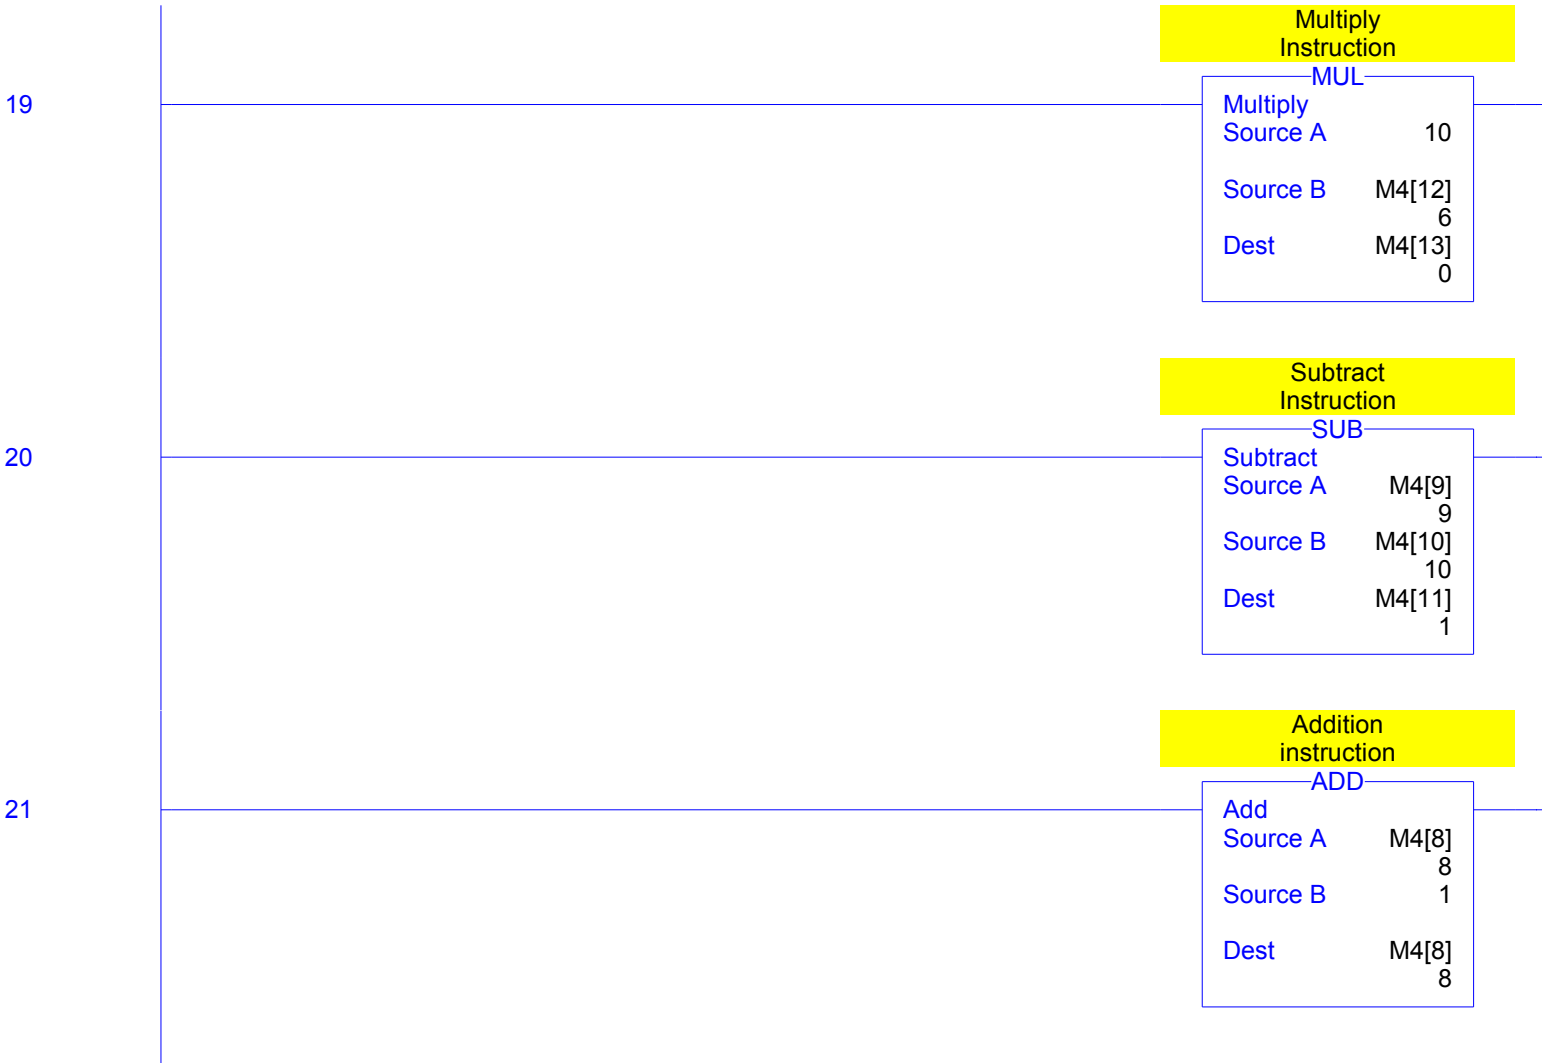 Multiply
Instruction
MUL
19
Multiply
Source A 10
Source B M4[12]
6
Dest M4[13]
0
Subtract
Instruction
SUB
20
Subtract
Source A M4[9]
9
Source B M4[10]
10
Dest M4[11]
1
Addition
instruction
ADD
21
Add
Source A M4[8]
8
Source B 1
Dest M4[8]
8